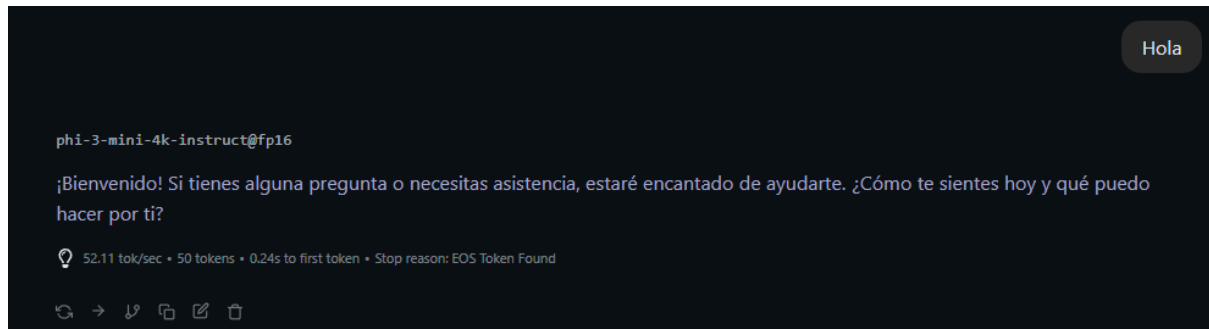 Hola
phi-3-mini-4k-instruct@fp16
¡Bienvenido! Si tienes alguna pregunta o necesitas asistencia, estaré encantado de ayudarte. ¿Cómo te sientes hoy y qué puedo
hacer por ti?
52.11 tok/sec • 50 tokens • 0.24s to first token • Stop reason: EOS Token Found